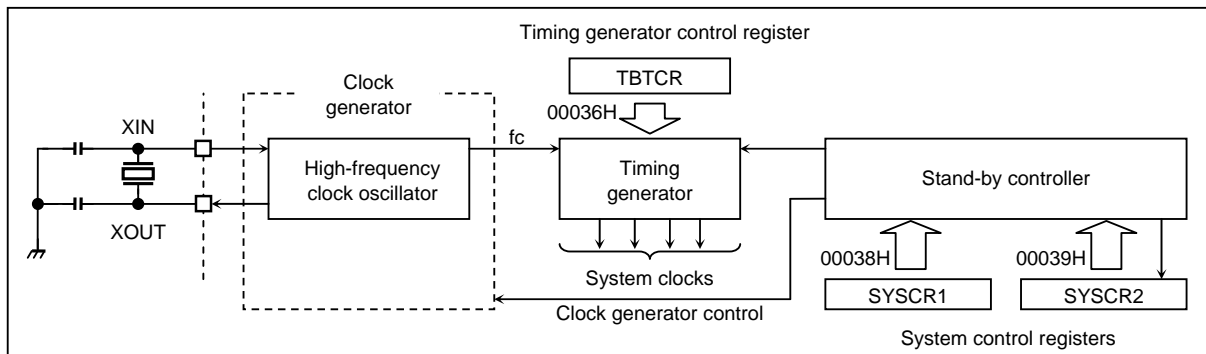 Timing generator control register
TBTCR
Clock
generator
00036H
XIN
fc
High-frequency
clock oscillator
Timing
generator
Stand-by controller
XOUT
00038H
00039H
System clocks
SYSCR1
SYSCR2
Clock generator control
System control registers